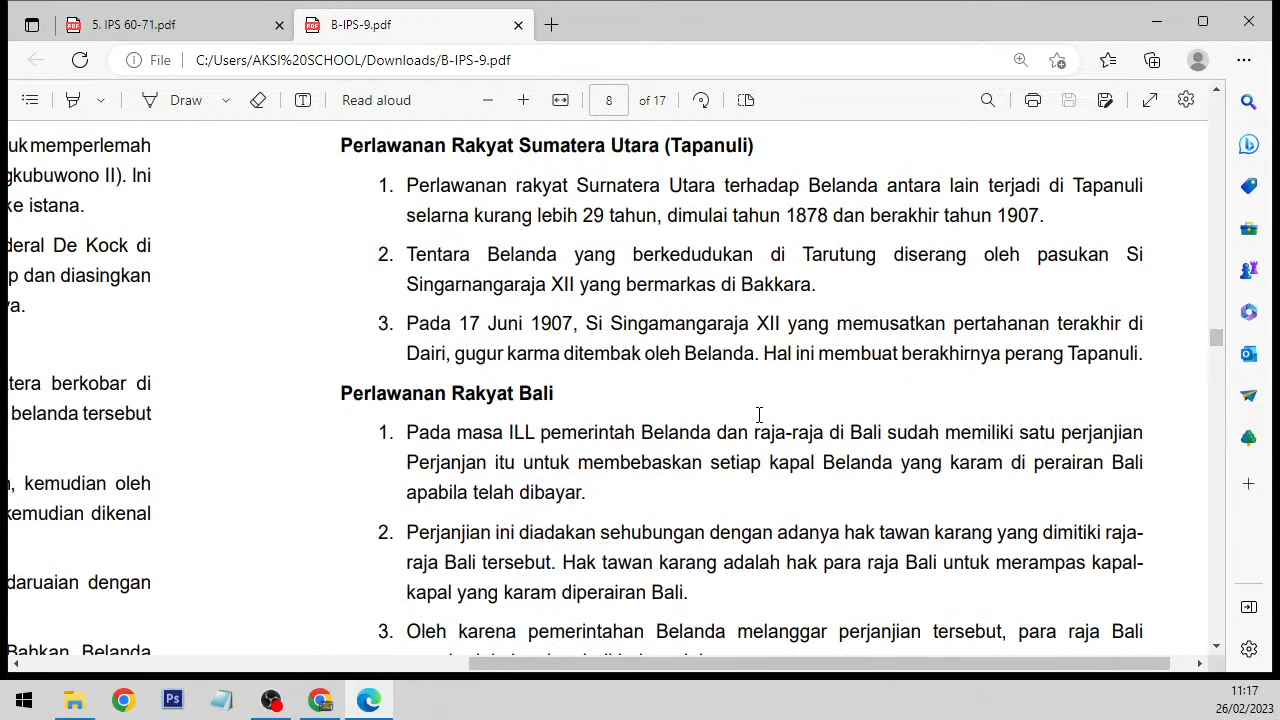 5. IPS 60-71.pdf
B-IPS-9.pdf
File
C:/Users/AKSI%20SCHOOL/Downloads/B-IPS-9.pdf
Draw
Read aloud
8 of 17
uk memperlemah
gkubuwono II). Ini
ke istana.
deral De Kock di
p dan diasingkan
ya.
tera berkobar di
belanda tersebut
, kemudian oleh
kemudian dikenal
daruaian dengan
Bahkan Belanda
Perlawanan Rakyat Sumatera Utara (Tapanuli)
1. Perlawanan rakyat Surnatera Utara terhadap Belanda antara lain terjadi di Tapanuli
selarna kurang lebih 29 tahun, dimulai tahun 1878 dan berakhir tahun 1907.
2. Tentara Belanda yang berkedudukan di Tarutung diserang oleh pasukan Si
Singarnangaraja XII yang bermarkas di Bakkara.
3. Pada 17 Juni 1907, Si Singamangaraja XII yang memusatkan pertahanan terakhir di
Dairi, gugur karma ditembak oleh Belanda. Hal ini membuat berakhirnya perang Tapanuli.
Perlawanan Rakyat Bali
1. Pada masa ILL pemerintah Belanda dan raja-raja di Bali sudah memiliki satu perjanjian
Perjanjan itu untuk membebaskan setiap kapal Belanda yang karam di perairan Bali
apabila telah dibayar.
2. Perjanjian ini diadakan sehubungan dengan adanya hak tawan karang yang dimitiki raja-
raja Bali tersebut. Hak tawan karang adalah hak para raja Bali untuk merampas kapal-
kapal yang karam diperairan Bali.
3. Oleh karena pemerintahan Belanda melanggar perjanjian tersebut, para raja Bali
Ps
11:17
26/02/2023